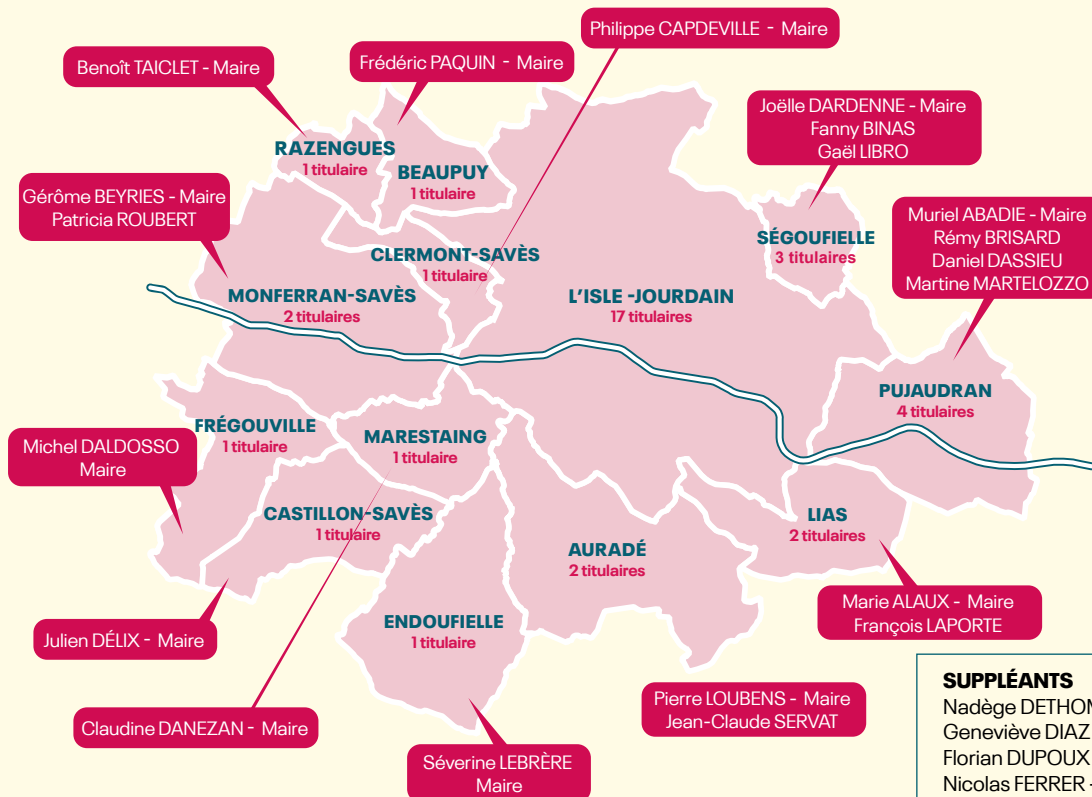 Philippe CAPDEVILLE - Maire
Benoît TAICLET - Maire
Frédéric PAQUIN - Maire
Joëlle DARDENNE - Maire
Fanny BINAS
Gaël LIBRO
RAZENGUES
1 titulaire
BEAUPUY
1 titulaire
Gérôme BEYRIES - Maire
Patricia ROUBERT
Muriel ABADIE - Maire
Rémy BRISARD
Daniel DASSIEU
Martine MARTELOZZO
SÉGOUFIELLE
3 titulaires
CLERMONT-SAVÈS
1 titulaire
MONFERRAN-SAVÈS
2 titulaires
L'ISLE -JOURDAIN
17 titulaires
PUJAUDRAN
4 titulaires
FRÉGOUVILLE
1 titulaire
MARESTAING
1 titulaire
Michel DALDOSSO
Maire
CASTILLON-SAVÈS
1 titulaire
LIAS
2 titulaires
AURADÉ
2 titulaires
ENDOUFIELLE
1 titulaire
Marie ALAUX - Maire
François LAPORTE
Julien DÉLIX - Maire
Pierre LOUBENS - Maire
Jean-Claude SERVAT
Claudine DANEZAN - Maire
Séverine LEBRÈRE
Maire
SUPPLÉANTS
Nadège
Geneviève DIAZ
Florian DUPOUX
Nicolas FERRER -